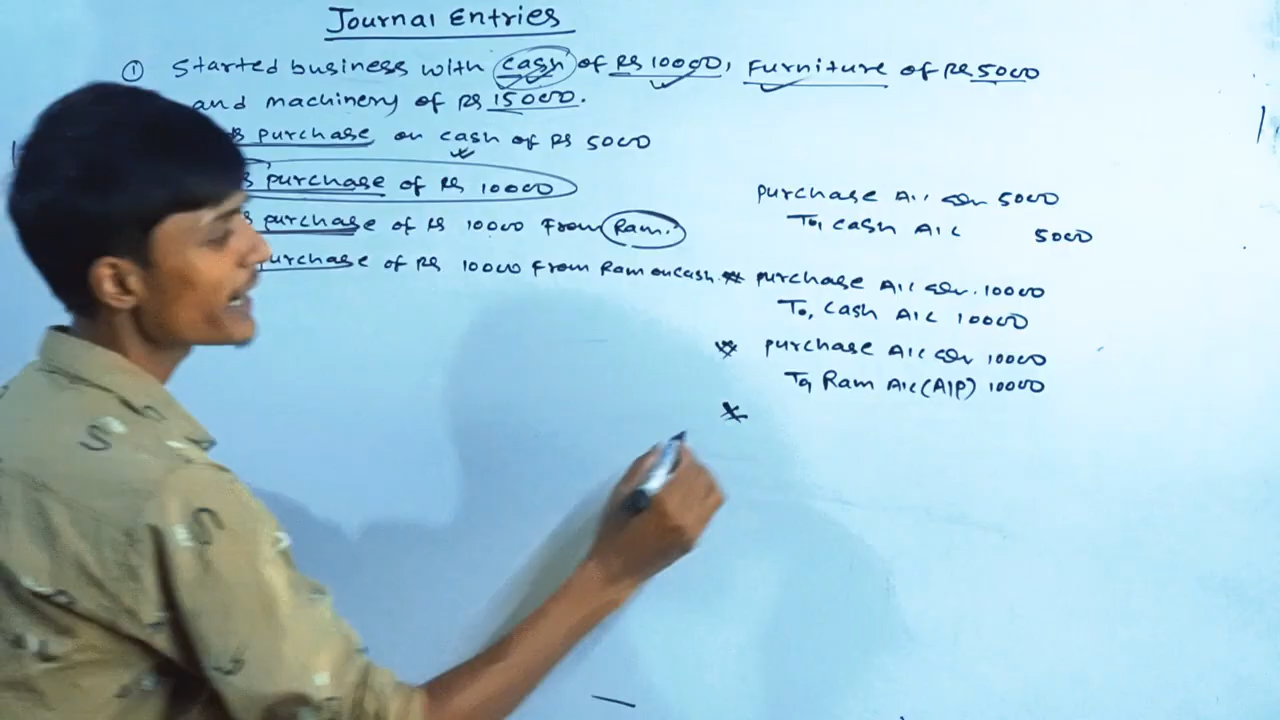 Journal Entries
① Started business with cash of Rs 10000, Furniture of Rs 5000
and machinery of Rs 15000.
purchase on cash of Rs 5000
purchase of Rs 10000
purchase of Rs 10000 From Ram.
purchase of Rs 10000 From Ram on cash.
purchase A/c 5000
To, cash A/c 5000
* purchase A/c 10000
To, Cash A/c 10000
* purchase A/c 10000
To, Ram A/c (A/P) 10000
*